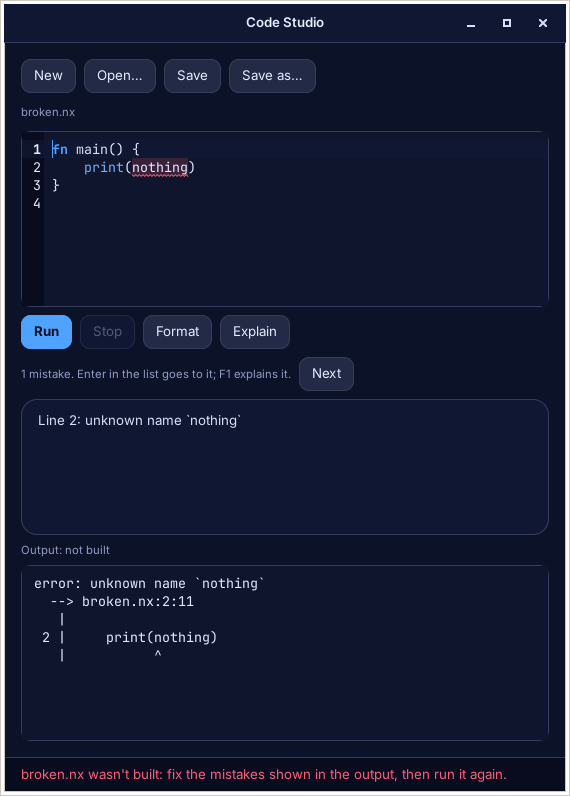 Code Studio
New Open... Save Save as...
broken.nx
1 fn main() {
2     print(nothing)
3 }
4
Run Stop Format Explain
1 mistake. Enter in the list goes to it; F1 explains it. Next
Line 2: unknown name `nothing`
Output: not built
error: unknown name `nothing`
  --> broken.nx:2:11
   |
 2 |     print(nothing)
   |           ^
broken.nx wasn't built: fix the mistakes shown in the output, then run it again.